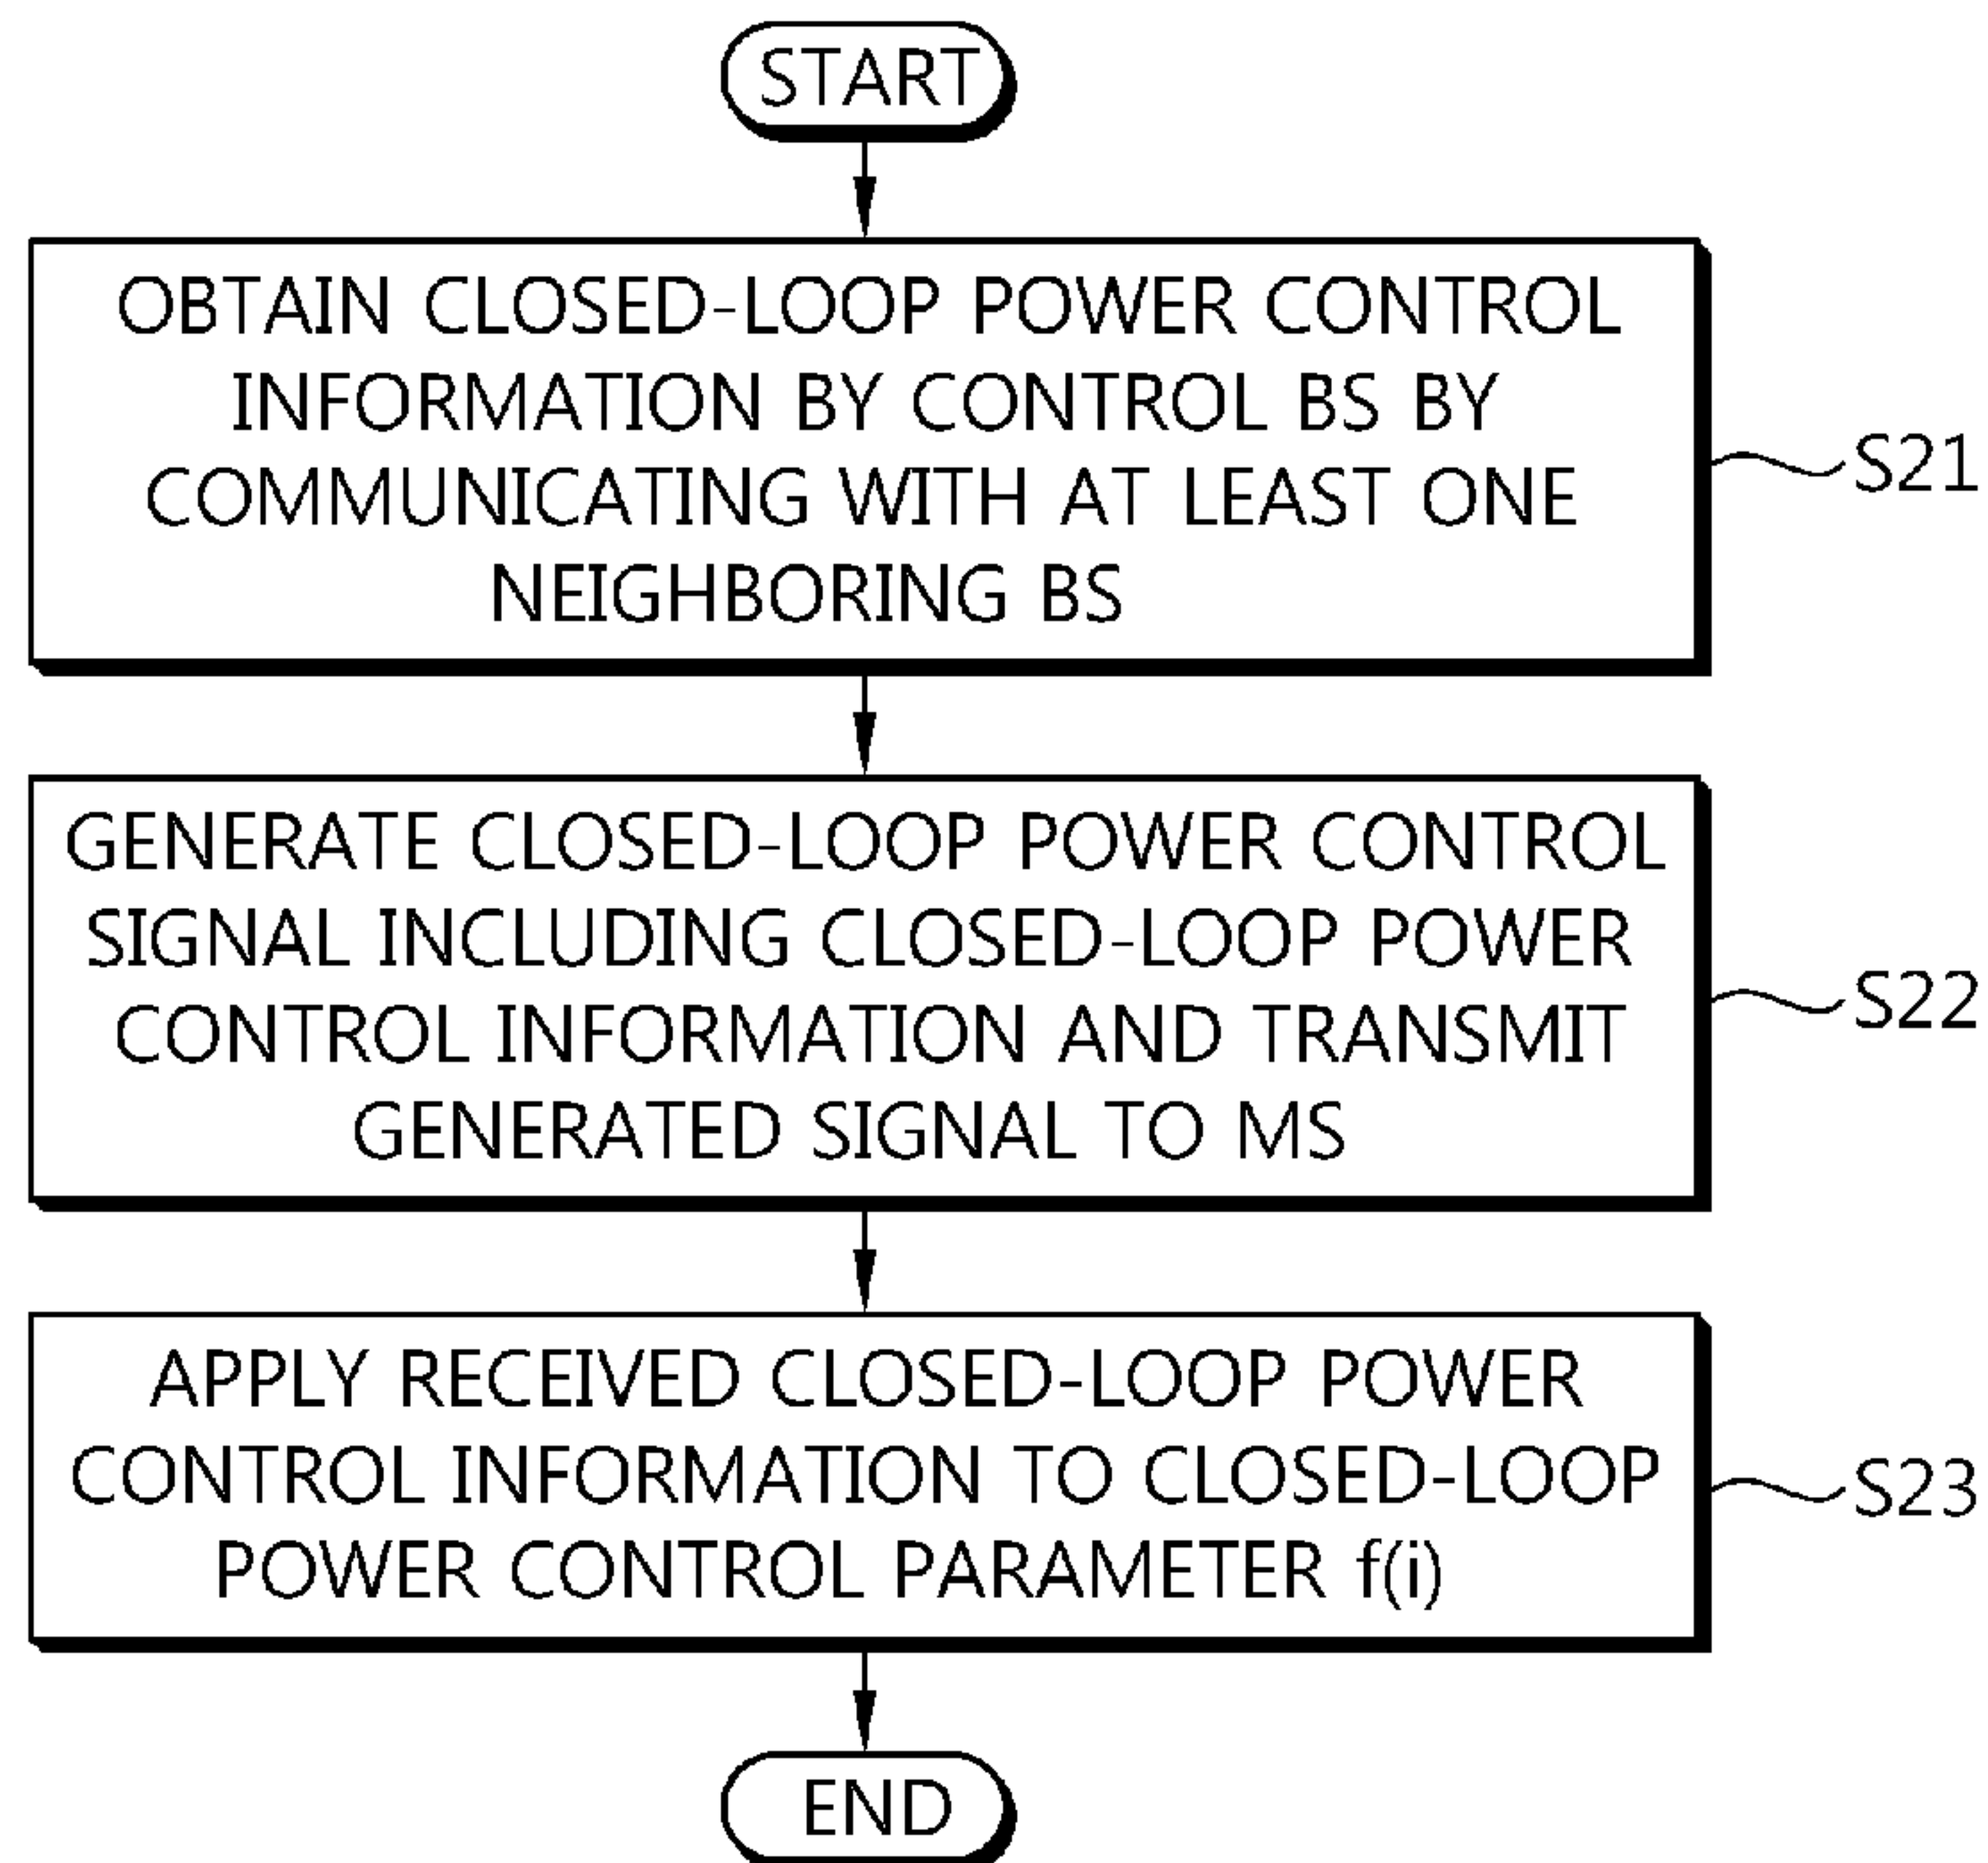 START
OBTAIN CLOSED-LOOP POWER CONTROL
INFORMATION BY CONTROL BS BY
COMMUNICATING WITH AT LEAST ONE
NEIGHBORING BS
S21
GENERATE CLOSED-LOOP POWER CONTROL
SIGNAL INCLUDING CLOSED-LOOP POWER
CONTROL INFORMATION AND TRANSMIT
GENERATED SIGNAL TO MS
S22
APPLY RECEIVED CLOSED-LOOP POWER
CONTROL INFORMATION TO CLOSED-LOOP
POWER CONTROL PARAMETER f(i)
S23
END